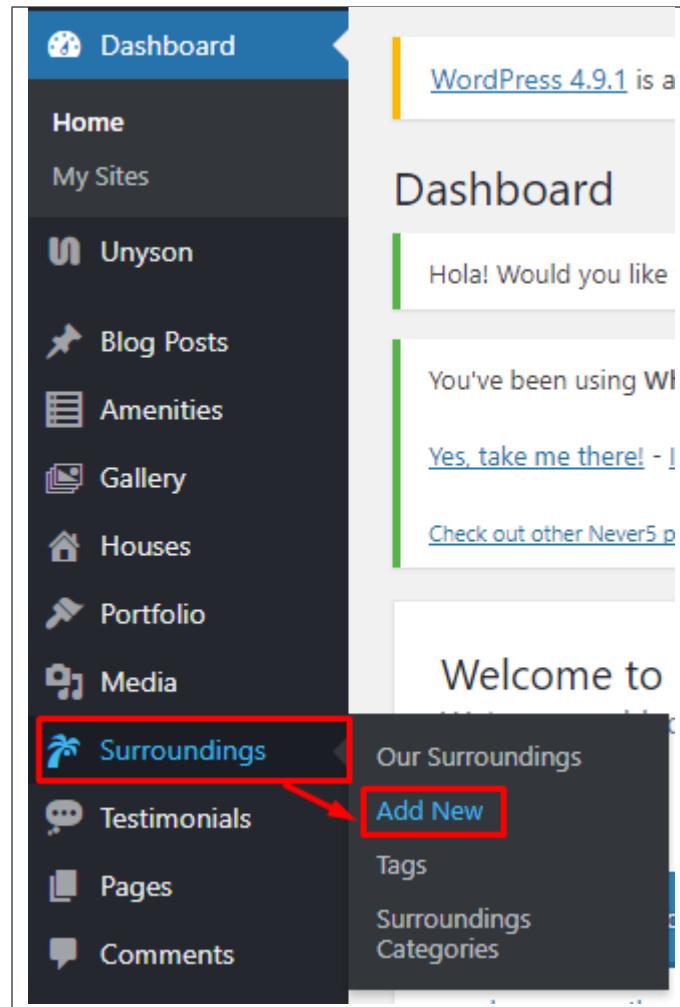 Dashboard
Home
My Sites
Unyson
Blog Posts
Amenities
Gallery
Houses
Portfolio
Media
Surroundings
Testimonials
Pages
Comments
Our Surroundings
Add New
Tags
Surroundings
Categories
WordPress 4.9.1 is
Dashboard
Hola! Would you like
You've been using
Yes, take me there! -
Check out other Never5
Welcome to